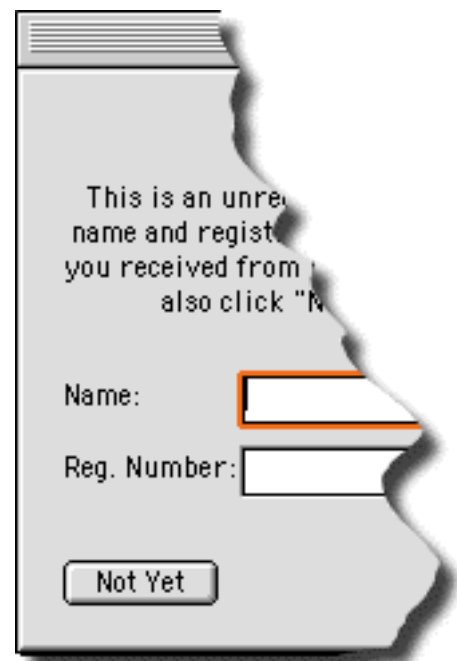 This is an unre
name and regist
you received from
also click "N
Name:
Reg. Number:
Not Yet